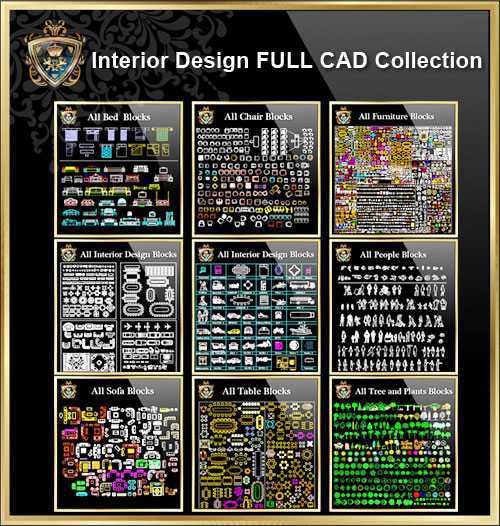 Interior Design FULL CAD Collection
All Bed Blocks
All Chair Blocks
All Furniture Blocks
All Interior Design Blocks
All Interior Design Blocks
All People Blocks
All Sofa Blocks
All Table Blocks
All Tree and Plants Blocks